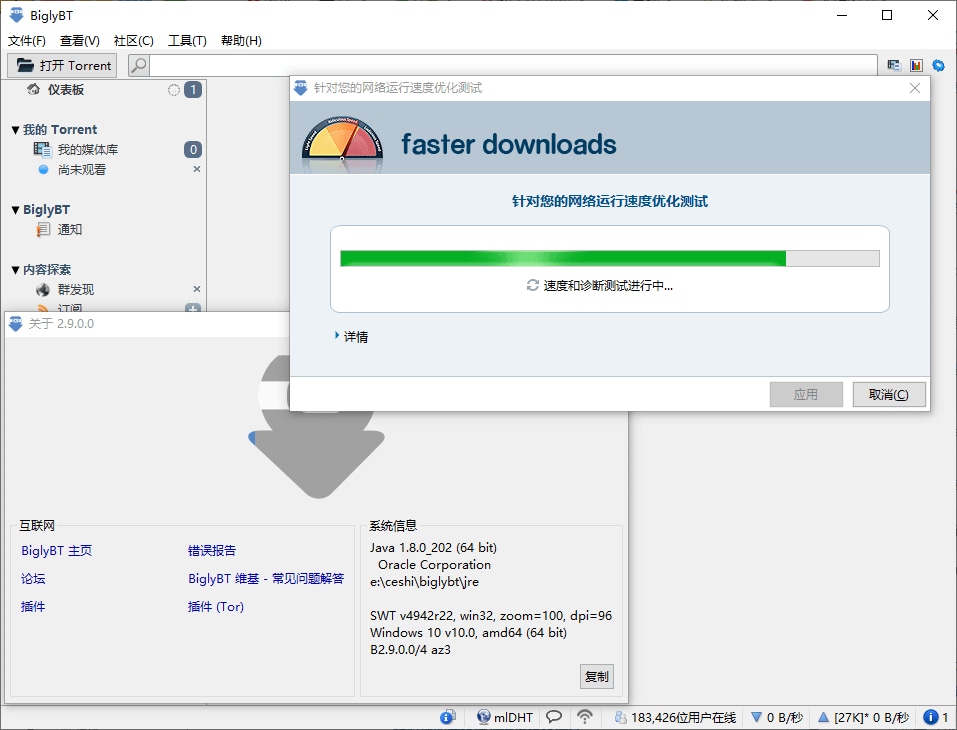 BiglyBT
文件(F) 查看(V) 社区(C) 工具(T) 帮助(H)
打开 Torrent
仪表板 1
我的 Torrent
我的媒体库 0
尚未观看
BiglyBT
通知
内容探索
群发现
订阅
针对您的网络运行速度优化测试
faster downloads
针对您的网络运行速度优化测试
速度和诊断测试进行中...
详情
应用 取消(C)
关于 2.9.0.0
互联网
BiglyBT 主页 错误报告
论坛 BiglyBT 维基 - 常见问题解答
插件 插件 (Tor)
系统信息
Java 1.8.0_202 (64 bit)
Oracle Corporation
e:\ceshi\biglybt\jre
SWT v4942r22, win32, zoom=100, dpi=96
Windows 10 v10.0, amd64 (64 bit)
B2.9.0.0/4 az3
复制
mlDHT 183,426位用户在线 0 B/秒 [27K]* 0 B/秒 1